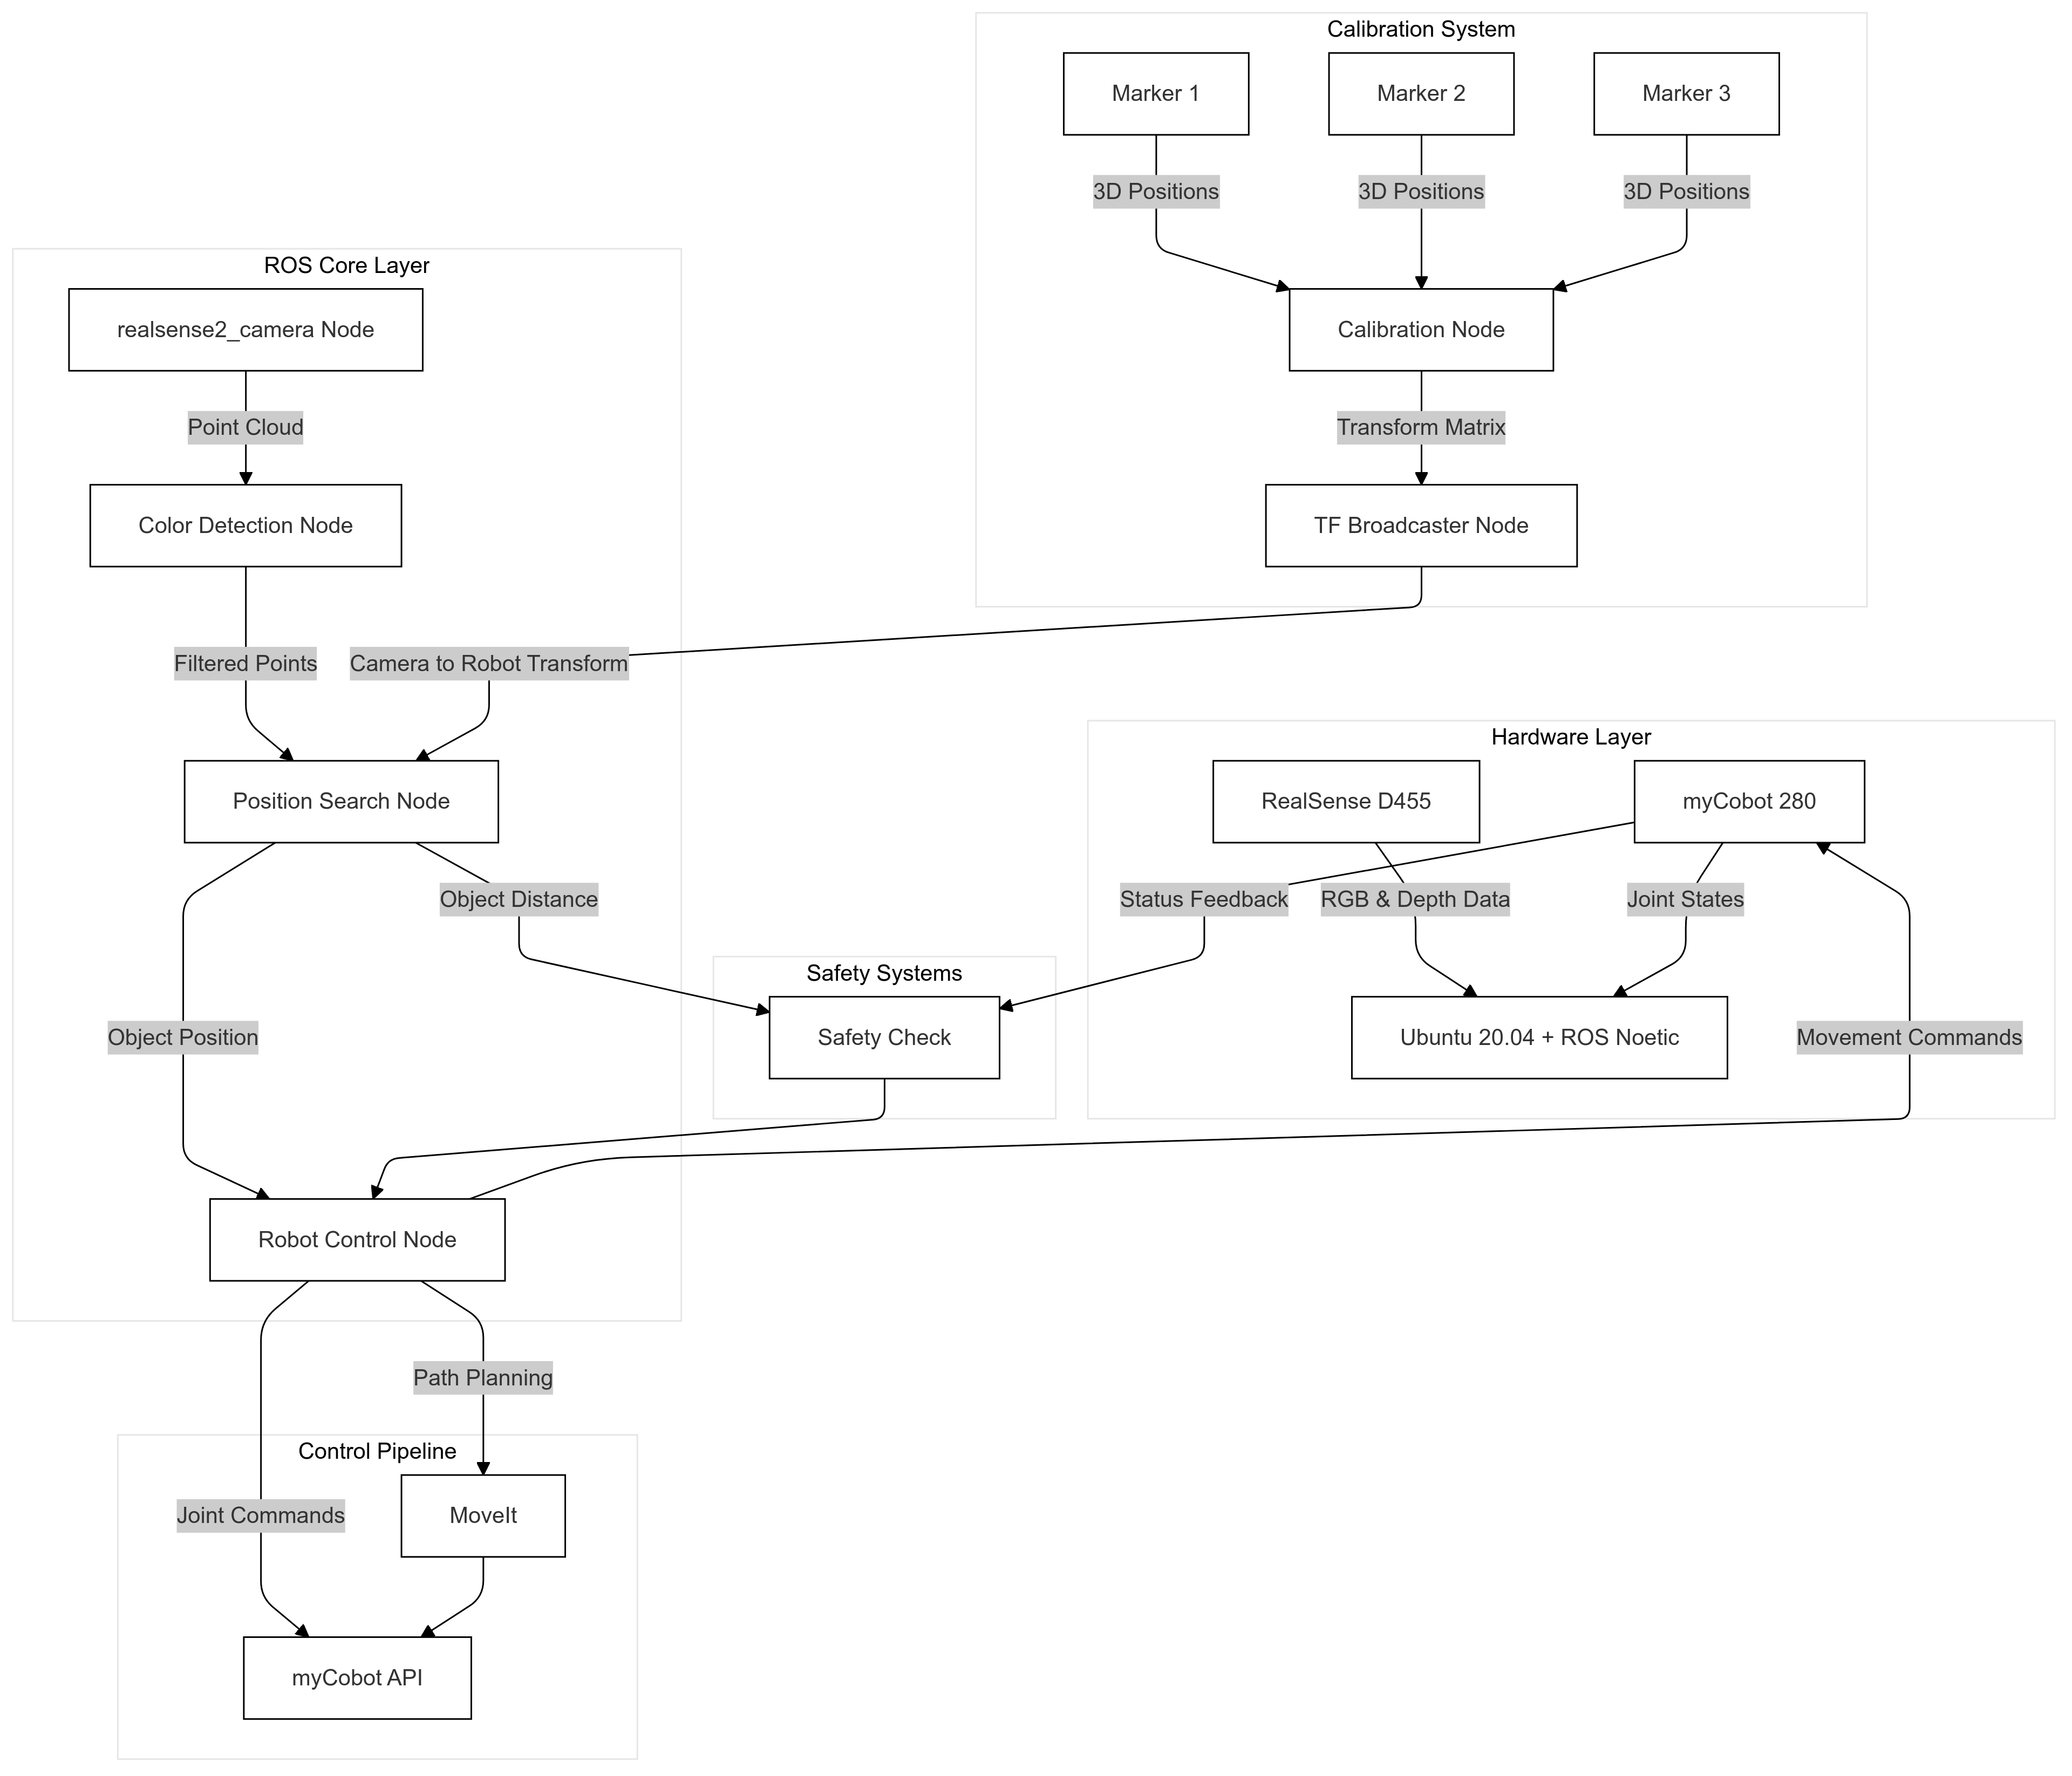 Calibration System
Marker 1
Marker 2
Marker 3
3D Positions
3D Positions
3D Positions
Calibration Node
Transform Matrix
TF Broadcaster Node
ROS Core Layer
realsense2_camera Node
Point Cloud
Color Detection Node
Filtered Points
Camera to Robot Transform
Position Search Node
Object Distance
Object Position
Hardware Layer
RealSense D455
myCobot 280
Status Feedback
RGB & Depth Data
Joint States
Safety Systems
Safety Check
Ubuntu 20.04 + ROS Noetic
Movement Commands
Robot Control Node
Path Planning
Control Pipeline
Joint Commands
MoveIt
myCobot API